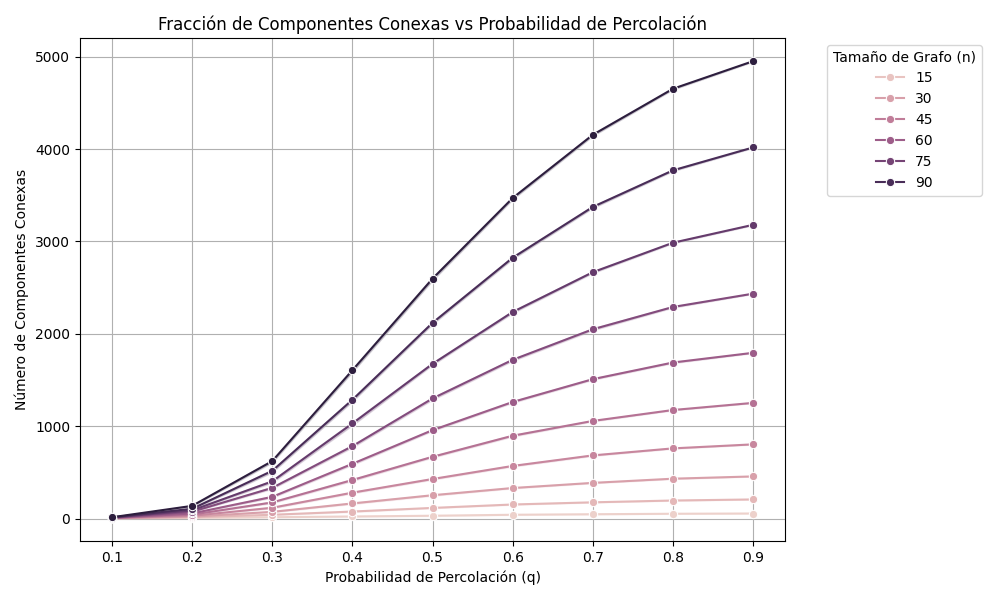 Fracción de Componentes Conexas vs Probabilidad de Percolación
Número de Componentes Conexas
5000
4000
3000
2000
1000
0
0.1 0.2 0.3 0.4 0.5 0.6 0.7 0.8 0.9
Probabilidad de Percolación (q)
Tamaño de Grafo (n)
15
30
45
60
75
90